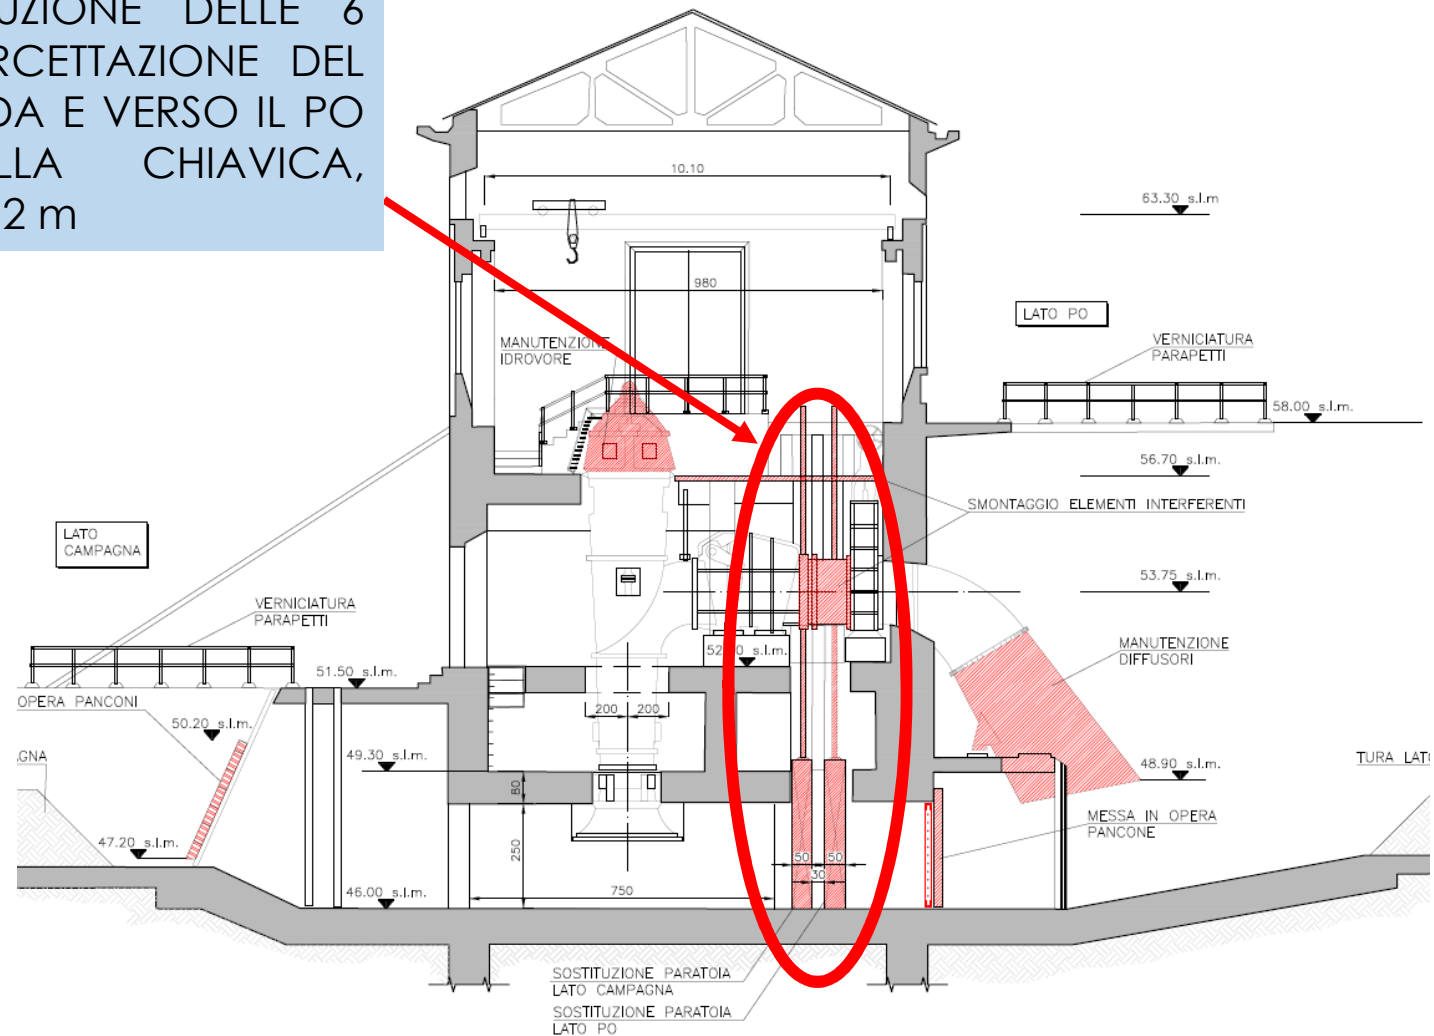 UZIONE DELLE 6
RCETTAZIONE DEL
DA E VERSO IL PO
LLA CHIAVICA,
2 m
10.10
63.30 s.l.m
980
LATO PO
MANUTENZIONE
IDROVORE
VERNICIATURA
PARAPETTI
58.00 s.l.m.
56.70 s.l.m.
SMONTAGGIO ELEMENTI INTERFERENTI
LATO
CAMPAGNA
53.75 s.l.m.
VERNICIATURA
PARAPETTI
MANUTENZIONE
DIFFUSORI
51.50 s.l.m.
OPERA PANCONI
50.20 s.l.m.
200 200
GNA
49.30 s.l.m.
TURA LATO
48.90 s.l.m.
80
MESSA IN OPERA
PANCONE
47.20 s.l.m.
250
50 50
30
46.00 s.l.m.
750
SOSTITUZIONE PARATOIA
LATO CAMPAGNA
SOSTITUZIONE PARATOIA
LATO PO